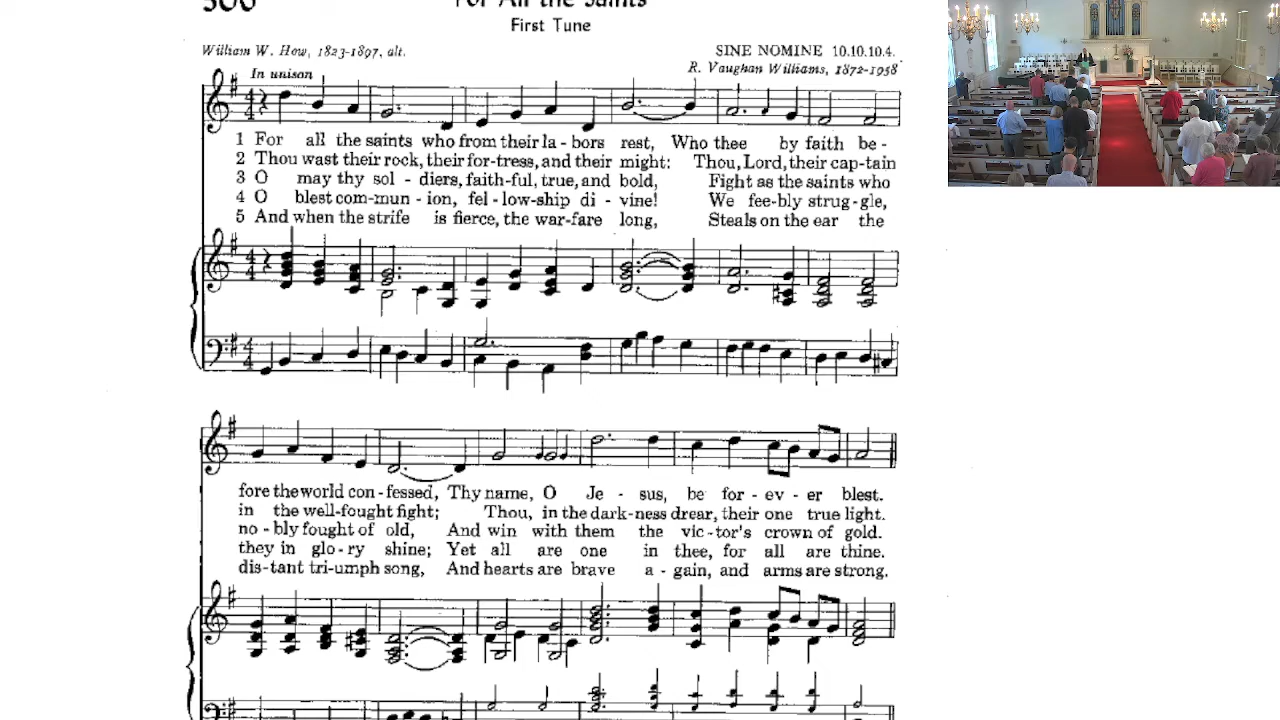 306
For All the Saints
First Tune
William W. How, 1823-1897, alt.
SINE NOMINE 10.10.10.4.
R. Vaughan Williams, 1872-1958
In unison
1 For all the saints who from their la - bors rest, Who thee by faith be -
2 Thou wast their rock, their for-tress, and their might: Thou, Lord, their cap-tain
3 O may thy sol - diers, faith-ful, true, and bold, Fight as the saints who
4 O blest com-mun - ion, fel - low-ship di - vine! We fee-bly strug-gle,
5 And when the strife is fierce, the war-fare long, Steals on the ear the
fore the world con-fessed, Thy name, O Je - sus, be for - ev - er blest.
in the well-fought fight; Thou, in the dark-ness drear, their one true light.
no - bly fought of old, And win with them the vic-tor's crown of gold.
they in glo-ry shine; Yet all are one in thee, for all are thine.
dis-tant tri-umph song, And hearts are brave a - gain, and arms are strong.